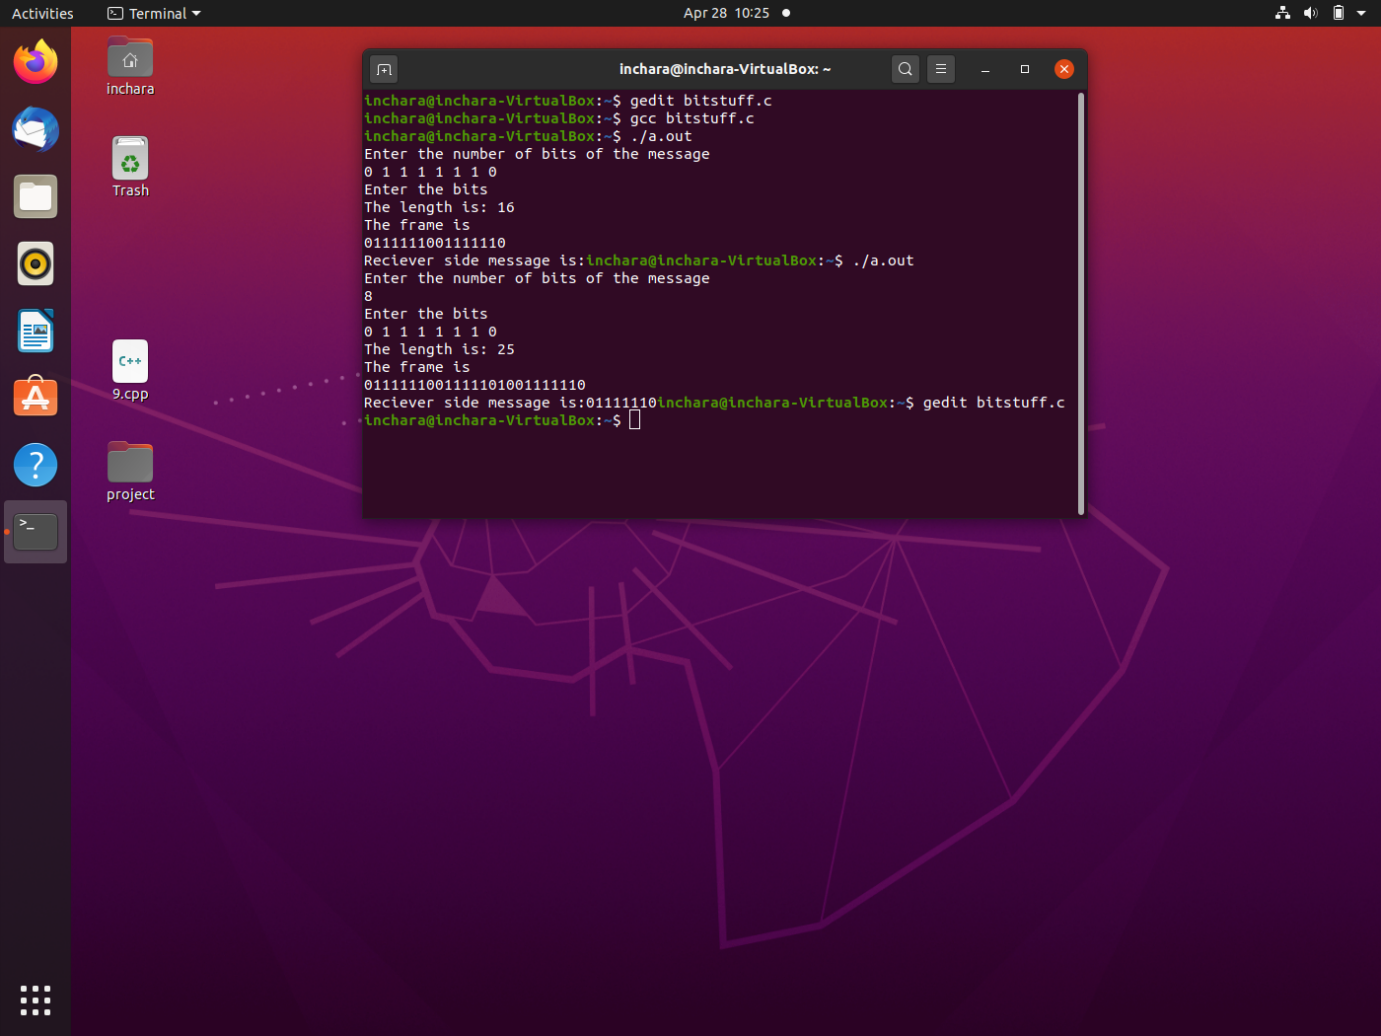 Activities
Terminal
Apr 28 10:25
inchara
Trash
C++
9.cpp
project
inchara@inchara-VirtualBox: ~
inchara@inchara-VirtualBox:~$ gedit bitstuff.c
inchara@inchara-VirtualBox:~$ gcc bitstuff.c
inchara@inchara-VirtualBox:~$ ./a.out
Enter the number of bits of the message
0 1 1 1 1 1 1 0
Enter the bits
The length is: 16
The frame is
0111111001111110
Reciever side message is:inchara@inchara-VirtualBox:~$ ./a.out
Enter the number of bits of the message
8
Enter the bits
0 1 1 1 1 1 1 0
The length is: 25
The frame is
0111111001111101001111110
Reciever side message is:01111110inchara@inchara-VirtualBox:~$ gedit bitstuff.c
inchara@inchara-VirtualBox:~$